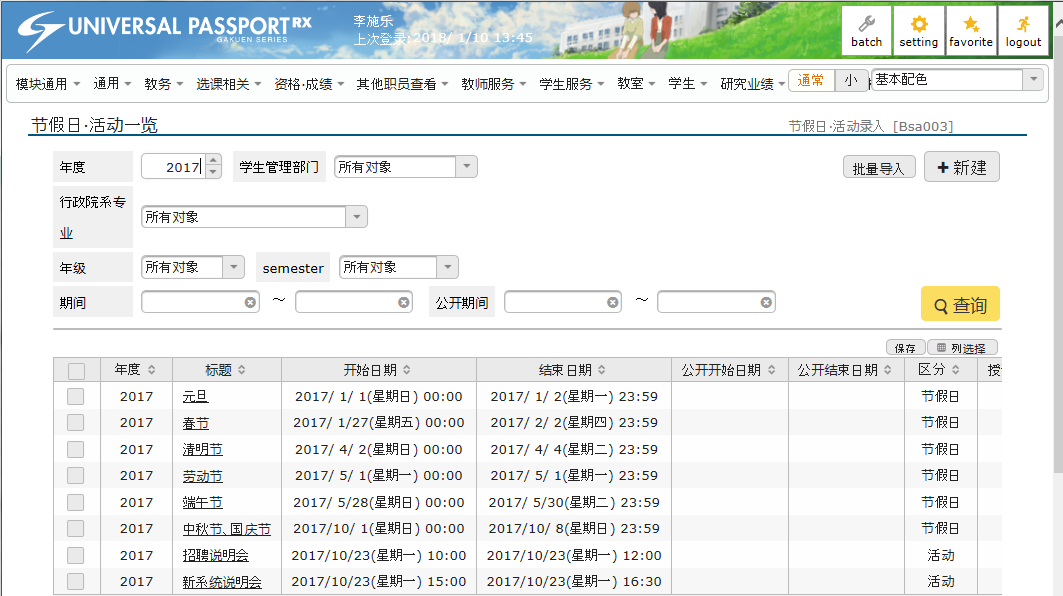 UNIVERSAL PASSPORT RX
GAKUEN SERIES
李施乐
上次登录:2018/ 1/10 13:45
batch setting favorite logout
模块通用 通用 教务 选课相关 资格·成绩 其他职员查看 教师服务 学生服务 教室 学生 研究业绩 通常 小 基本配色
节假日·活动一览 节假日·活动录入 [Bsa003]
年度 2017 学生管理部门 所有对象 批量导入 +新建
行政院系专业 所有对象
年级 所有对象 semester 所有对象
期间 ～ 公开期间 ～ 查询
保存 列选择
年度 标题 开始日期 结束日期 公开开始日期 公开结束日期 区分
2017 元旦 2017/ 1/ 1(星期日) 00:00 2017/ 1/ 2(星期一) 23:59 节假日
2017 春节 2017/ 1/27(星期五) 00:00 2017/ 2/ 2(星期四) 23:59 节假日
2017 清明节 2017/ 4/ 2(星期日) 00:00 2017/ 4/ 4(星期二) 23:59 节假日
2017 劳动节 2017/ 5/ 1(星期一) 00:00 2017/ 5/ 1(星期一) 23:59 节假日
2017 端午节 2017/ 5/28(星期日) 00:00 2017/ 5/30(星期二) 23:59 节假日
2017 中秋节、国庆节 2017/10/ 1(星期日) 00:00 2017/10/ 8(星期日) 23:59 节假日
2017 招聘说明会 2017/10/23(星期一) 10:00 2017/10/23(星期一) 12:00 活动
2017 新系统说明会 2017/10/23(星期一) 15:00 2017/10/23(星期一) 16:30 活动